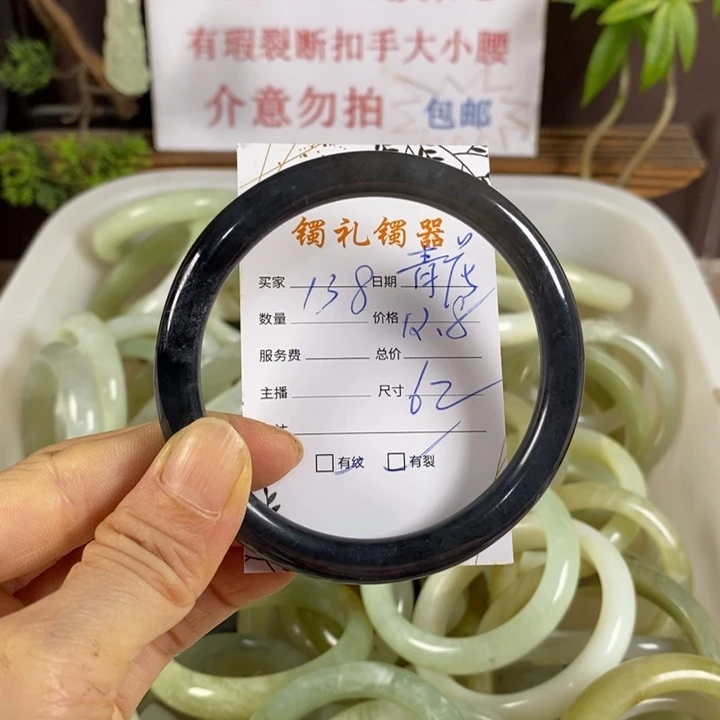 有瑕裂断扣手大小腰
介意勿拍 包邮
镯礼镯器
买家 138 日期 青花
数量 价格 12.8
服务费 总价
主播 尺寸 62
注
有紋 有裂